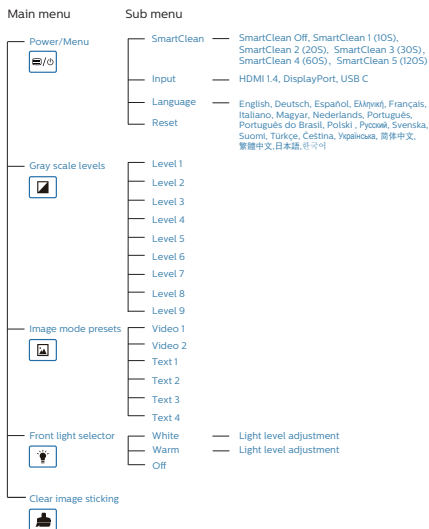 Main menu Sub menu
Power/Menu
SmartClean
SmartClean Off, SmartClean 1 (10S),
SmartClean 2 (20S), SmartClean 3 (30S),
SmartClean 4 (60S), SmartClean 5 (120S)
Input
HDMI 1.4, DisplayPort, USB C
Language
English, Deutsch, Español, Ελληνική, Français,
Italiano, Magyar, Nederlands, Português,
Português do Brasil, Polski , Русский, Svenska,
Suomi, Türkçe, Čeština, Українська, 简体中文,
繁體中文,日本語,한국어
Reset
Gray scale levels
Level 1
Level 2
Level 3
Level 4
Level 5
Level 6
Level 7
Level 8
Level 9
Image mode presets
Video 1
Video 2
Text 1
Text 2
Text 3
Text 4
Front light selector
White Light level adjustment
Warm Light level adjustment
Off
Clear image sticking